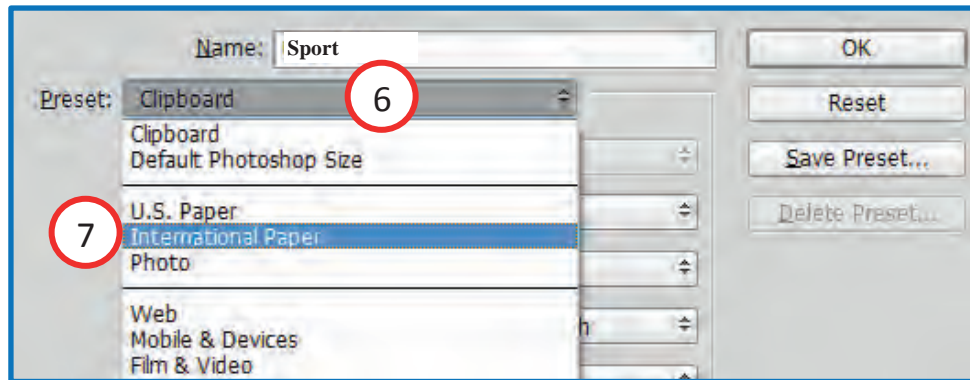 Name: Sport
OK
Preset: Clipboard
6
Reset
Clipboard
Default Photoshop Size
Save Preset...
U.S. Paper
Delete Preset...
7
International Paper
Photo
Web
h
Mobile & Devices
Film & Video